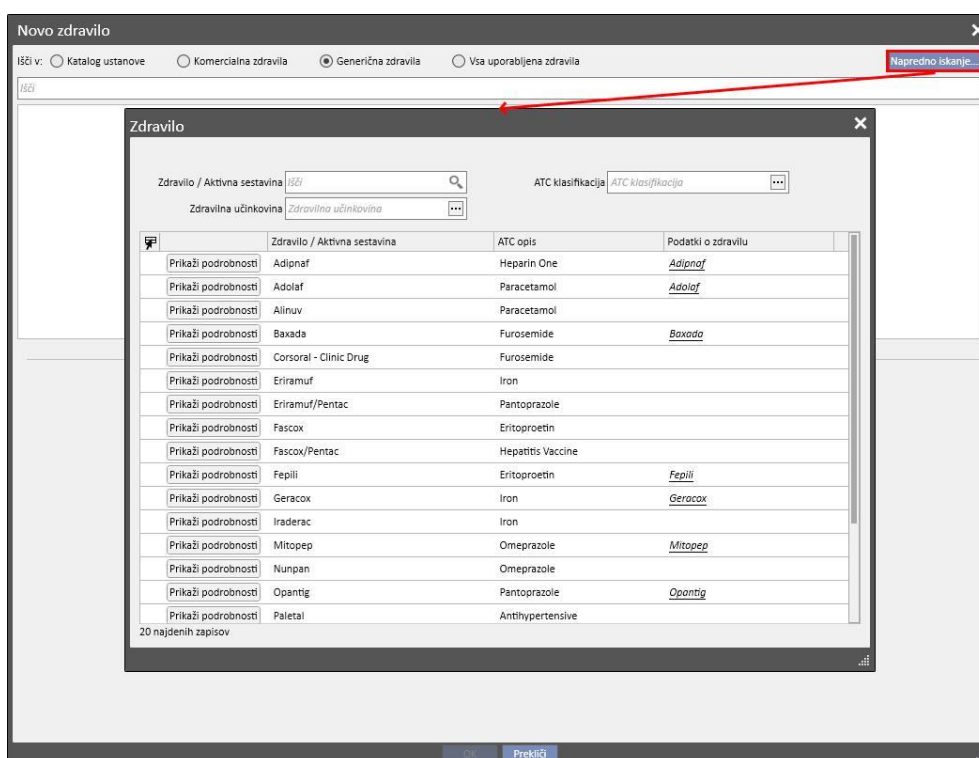 Novo zdravilo
Išči v: Katalog ustanove Komercialna zdravila Generična zdravila Vsa uporabljena zdravila Napredno iskanje...
Išči
Zdravilo
Zdravilo / Aktivna sestavina Išči ATC klasifikacija ATC klasifikacija
Zdravilna učinkovina Zdravilna učinkovina
Zdravilo / Aktivna sestavina ATC opis Podatki o zdravilu
Prikaži podrobnosti Adipnaf Heparin One Adipnaf
Prikaži podrobnosti Adolaf Paracetamol Adolaf
Prikaži podrobnosti Alinuv Paracetamol
Prikaži podrobnosti Baxada Furosemide Baxada
Prikaži podrobnosti Corsoral - Clinic Drug Furosemide
Prikaži podrobnosti Eriramuf Iron
Prikaži podrobnosti Eriramuf/Pentac Pantoprazole
Prikaži podrobnosti Fascox Eritoproetin
Prikaži podrobnosti Fascox/Pentac Hepatitis Vaccine
Prikaži podrobnosti Fepili Eritoproetin Fepili
Prikaži podrobnosti Geracox Iron Geracox
Prikaži podrobnosti Iraderac Iron
Prikaži podrobnosti Mitopep Omeprazole Mitopep
Prikaži podrobnosti Nunpan Omeprazole
Prikaži podrobnosti Opantig Pantoprazole Opantig
Prikaži podrobnosti Paletal Antihypertensive
20 najdenih zapisov
OK Prekliči